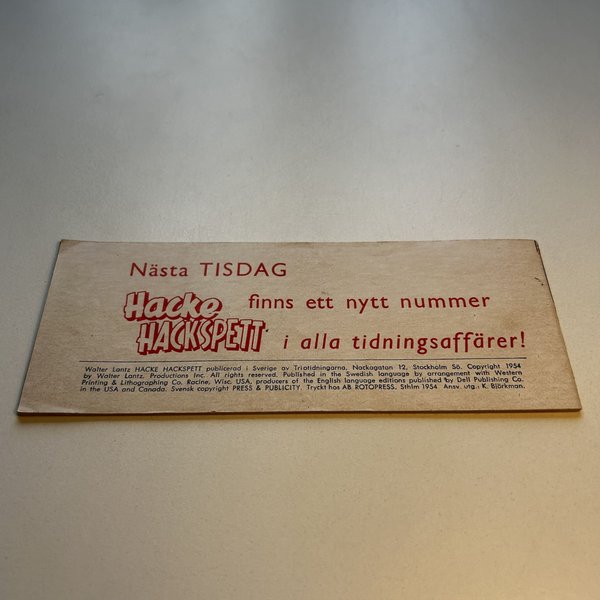 Nästa TISDAG
Hacke HACKSPETT finns ett nytt nummer
i alla tidningsaffärer!
Walter Lantz HACKE HACKSPETT publicerad i Sverige av Triotidningarna, Nackagatan 12, Stockholm Sö. Copyright 1954
by Walter Lantz, Productions Inc. All rights reserved. Published in the Swedish language by arrangement with Western
Printing & Lithographing Co. Racine, Wisc. USA, producers of the English language editions published by Dell Publishing Co.
in the USA and Canada. Svensk copyright PRESS & PUBLICITY. Tryckt hos AB ROTOPRESS, Sthlm 1954 Ansv. utg.: K. Björkman.